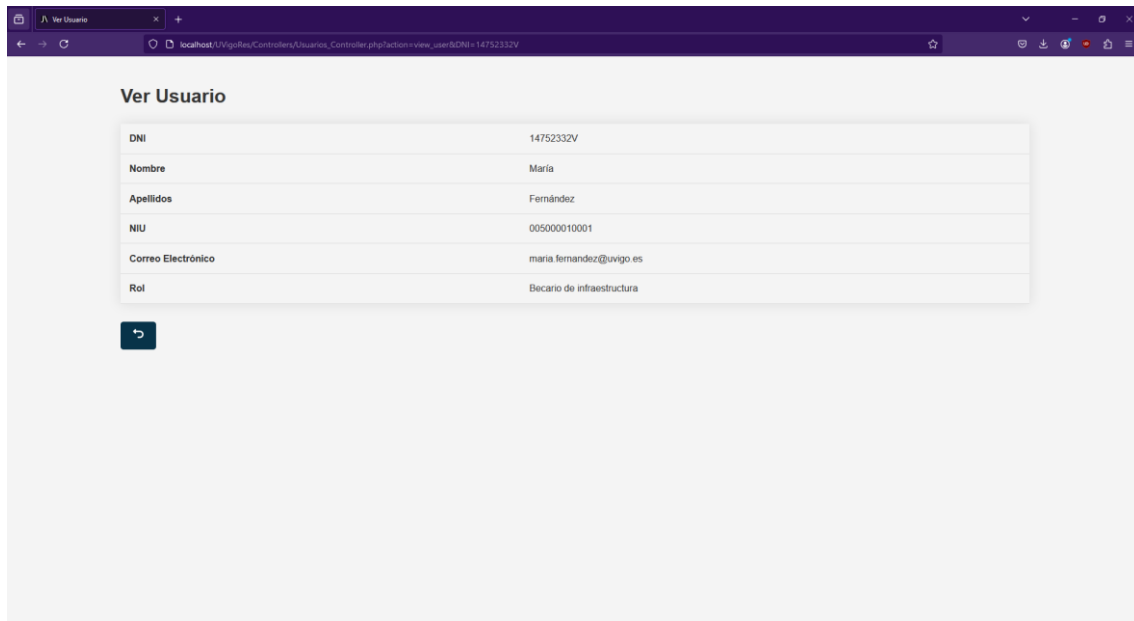 Ver Usuario
localhost/UVigoRes/Controllers/Usuarios_Controller.php?action=view_user&DNI=14752332V
Ver Usuario
DNI 14752332V
Nombre María
Apellidos Fernández
NIU 005000010001
Correo Electrónico maria.fernandez@uvigo.es
Rol Becario de infraestructura